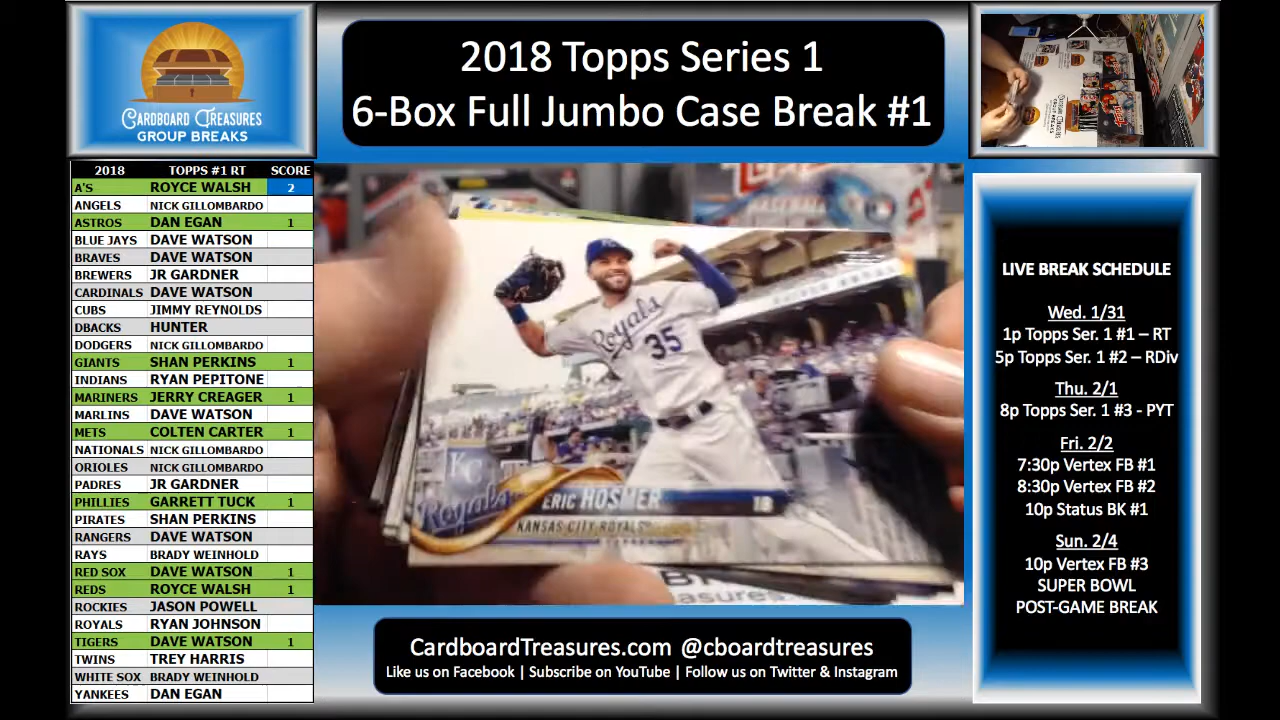 2018 Topps Series 1
6-Box Full Jumbo Case Break #1
CARDBOARD TREASURES
GROUP BREAKS
2018 TOPPS #1 RT SCORE
A'S ROYCE WALSH 2
ANGELS NICK GILLOMBARDO
ASTROS DAN EGAN 1
BLUE JAYS DAVE WATSON
BRAVES DAVE WATSON
BREWERS JR GARDNER
CARDINALS DAVE WATSON
CUBS JIMMY REYNOLDS
DBACKS HUNTER
DODGERS NICK GILLOMBARDO
GIANTS SHAN PERKINS 1
INDIANS RYAN PEPITONE
MARINERS JERRY CREAGER 1
MARLINS DAVE WATSON
METS COLTEN CARTER 1
NATIONALS NICK GILLOMBARDO
ORIOLES NICK GILLOMBARDO
PADRES JR GARDNER
PHILLIES GARRETT TUCK 1
PIRATES SHAN PERKINS
RANGERS DAVE WATSON
RAYS BRADY WEINHOLD
RED SOX DAVE WATSON 1
REDS ROYCE WALSH 1
ROCKIES JASON POWELL
ROYALS RYAN JOHNSON
TIGERS DAVE WATSON 1
TWINS TREY HARRIS
WHITE SOX BRADY WEINHOLD
YANKEES DAN EGAN
Royals
35
KC
Royals
ERIC HOSMER 1B
KANSAS CITY ROYALS
CardboardTreasures.com @cboardtreasures
Like us on Facebook | Subscribe on YouTube | Follow us on Twitter & Instagram
LIVE BREAK SCHEDULE
Wed. 1/31
1p Topps Ser. 1 #1 – RT
5p Topps Ser. 1 #2 – RDiv
Thu. 2/1
8p Topps Ser. 1 #3 - PYT
Fri. 2/2
7:30p Vertex FB #1
8:30p Vertex FB #2
10p Status BK #1
Sun. 2/4
10p Vertex FB #3
SUPER BOWL
POST-GAME BREAK